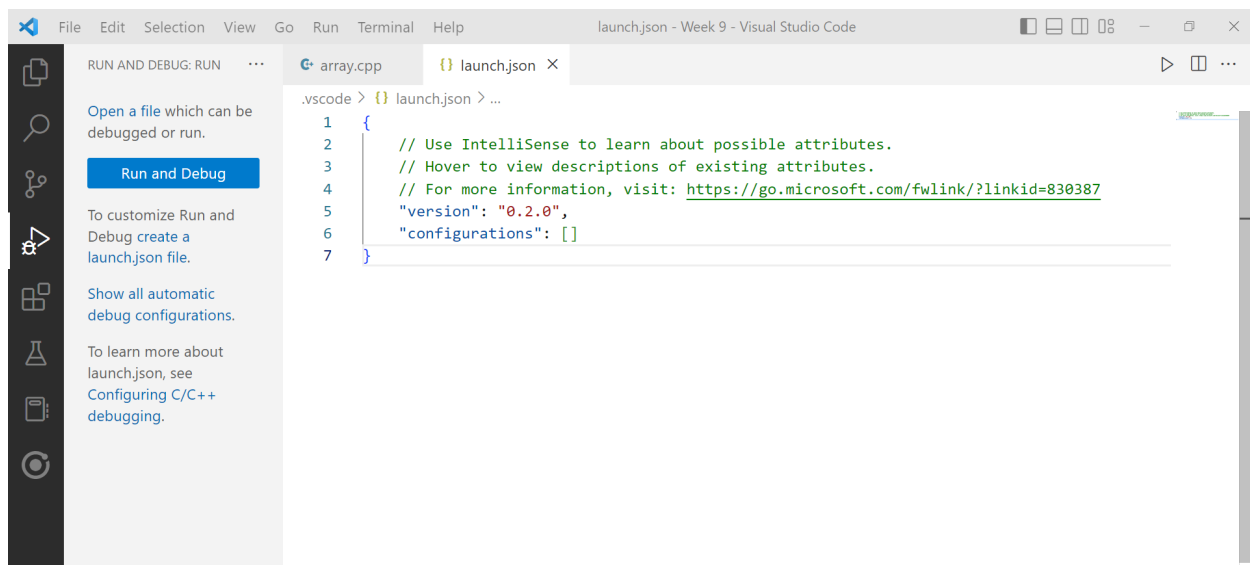 File Edit Selection View Go Run Terminal Help launch.json - Week 9 - Visual Studio Code
RUN AND DEBUG: RUN ...
Open a file which can be
debugged or run.
Run and Debug
To customize Run and
Debug create a
launch.json file.
Show all automatic
debug configurations.
To learn more about
launch.json, see
Configuring C/C++
debugging.
array.cpp {} launch.json
.vscode > {} launch.json > ...
1 {
2 // Use IntelliSense to learn about possible attributes.
3 // Hover to view descriptions of existing attributes.
4 // For more information, visit: https://go.microsoft.com/fwlink/?linkid=830387
5 "version": "0.2.0",
6 "configurations": []
7 }